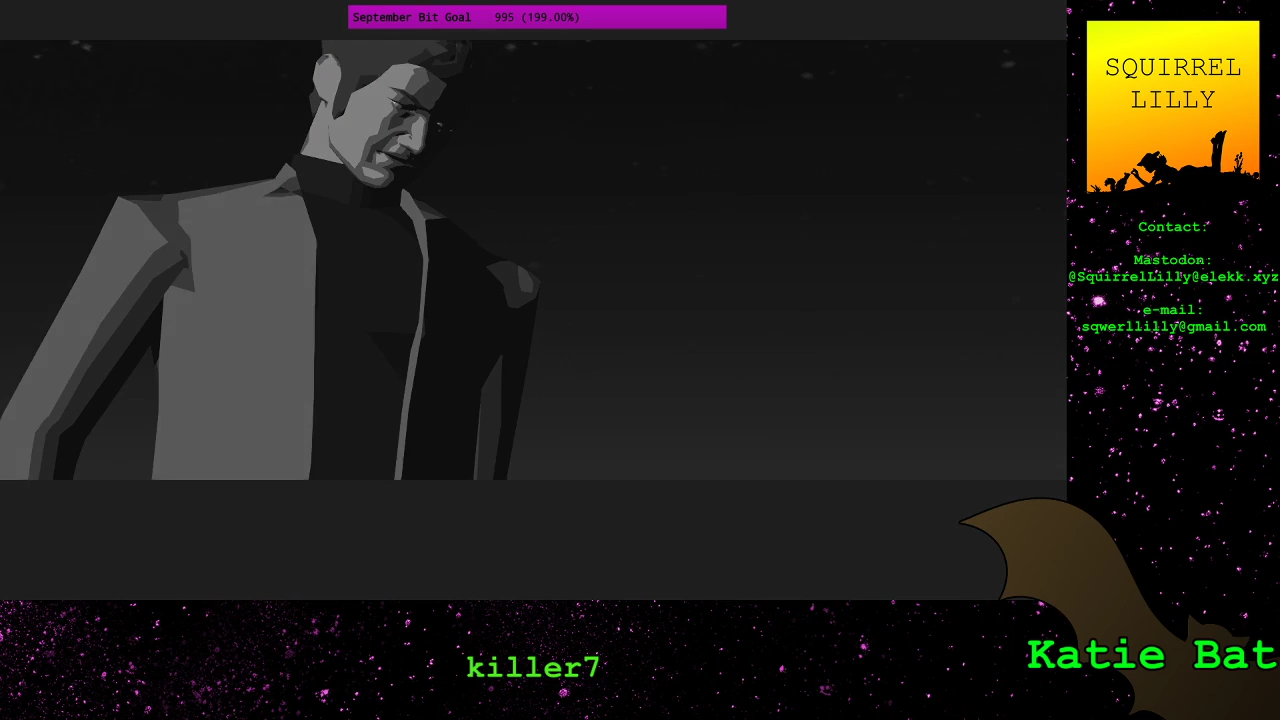 September Bit Goal 995 (199.00%)
SQUIRREL
LILLY
Contact:
Mastodon:
@SquirrelLilly@elekk.xyz
e-mail:
sqwerllilly@gmail.com
killer7
Katie Bat